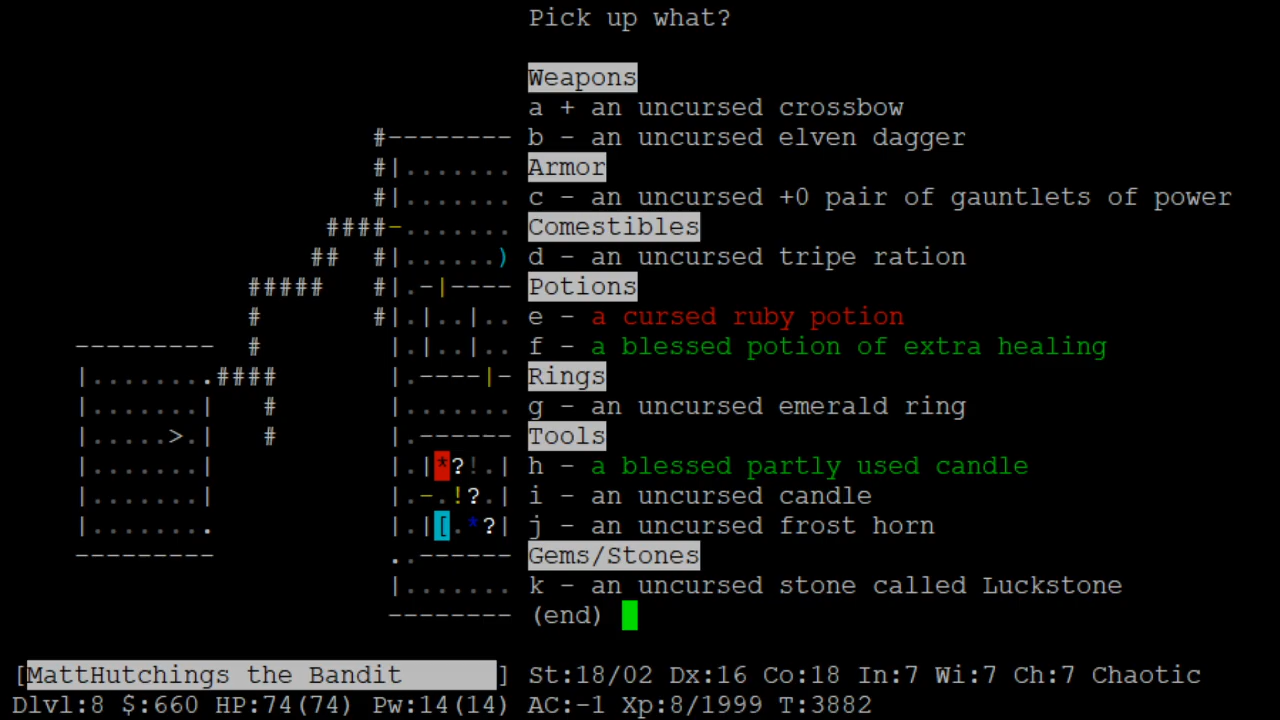 Pick up what?
Weapons
a + an uncursed crossbow
b - an uncursed elven dagger
#--------
#|....... Armor
#|....... c - an uncursed +0 pair of gauntlets of power
####-....... Comestibles
## #|......) d - an uncursed tripe ration
##### #|.-|---- Potions
# #|.|..|.. e - a cursed ruby potion
--------- # |.|..|.. f - a blessed potion of extra healing
|........#### |.----|- Rings
|.......| # |....... g - an uncursed emerald ring
|.....>.| # |.------ Tools
|.......| |.|*?!.| h - a blessed partly used candle
|.......| |.-.!?.| i - an uncursed candle
|........ |.|[.*?| j - an uncursed frost horn
--------- ..------ Gems/Stones
|....... k - an uncursed stone called Luckstone
-------- (end)
[MattHutchings the Bandit ] St:18/02 Dx:16 Co:18 In:7 Wi:7 Ch:7 Chaotic
Dlvl:8 $:660 HP:74(74) Pw:14(14) AC:-1 Xp:8/1999 T:3882